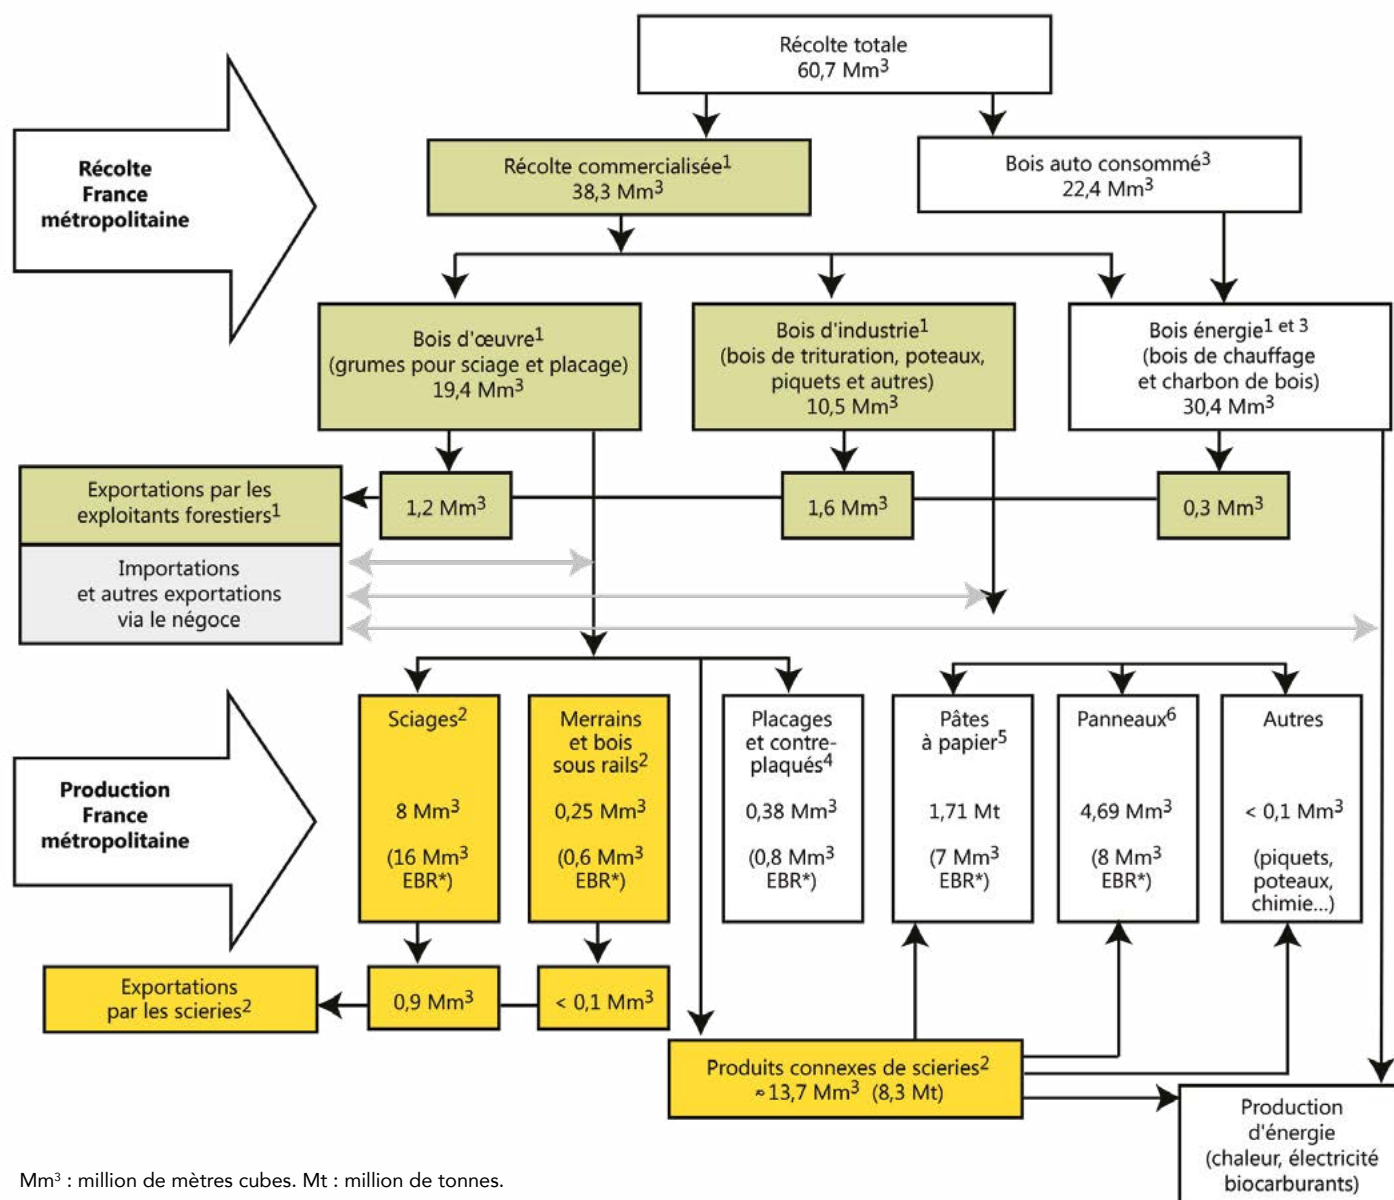 Récolte totale
60,7 Mm³
Récolte
France
métropolitaine
Récolte commercialisée¹
38,3 Mm³
Bois auto consommé³
22,4 Mm³
Bois d'œuvre¹
(grumes pour sciage et placage)
19,4 Mm³
Bois d'industrie¹
(bois de trituration, poteaux,
piquets et autres)
10,5 Mm³
Bois énergie¹ ᵉᵗ ³
(bois de chauffage
et charbon de bois)
30,4 Mm³
Exportations par les
exploitants forestiers¹
1,2 Mm³
1,6 Mm³
0,3 Mm³
Importations
et autres exportations
via le négoce
Production
France
métropolitaine
Sciages²
8 Mm³
(16 Mm³
EBR*)
Merrains
et bois
sous rails²
0,25 Mm³
(0,6 Mm³
EBR*)
Placages
et contre-
plaqués⁴
0,38 Mm³
(0,8 Mm³
EBR*)
Pâtes
à papier⁵
1,71 Mt
(7 Mm³
EBR*)
Panneaux⁶
4,69 Mm³
(8 Mm³
EBR*)
Autres
< 0,1 Mm³
(piquets,
poteaux,
chimie...)
Exportations
par les scieries²
0,9 Mm³
< 0,1 Mm³
Produits connexes de scieries²
≈ 13,7 Mm³ (8,3 Mt)
Production
d'énergie
(chaleur, électricité
biocarburants)
Mm³ : million de mètres cubes. Mt : million de tonnes.